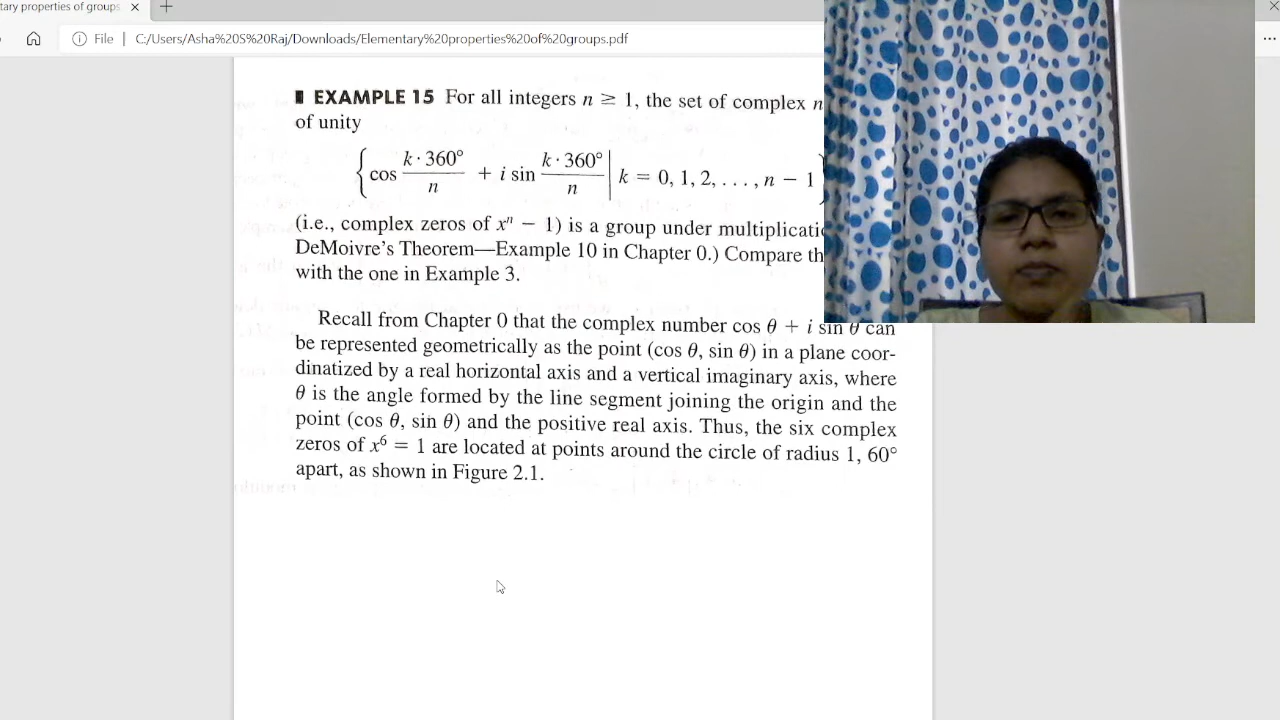 tary properties of groups
File | C:/Users/Asha%20S%20Raj/Downloads/Elementary%20properties%20of%20groups.pdf
EXAMPLE 15 For all integers n ≥ 1, the set of complex n
of unity
{cos k · 360°/n + i sin k · 360°/n | k = 0, 1, 2, . . . , n − 1
(i.e., complex zeros of xⁿ − 1) is a group under
DeMoivre's Theorem—Example 10 in Chapter 0.) Compare
with the one in Example 3.
Recall from Chapter 0 that the complex number cos θ + i sin θ can
be represented geometrically as the point (cos θ, sin θ) in a plane coor-
dinatized by a real horizontal axis and a vertical imaginary axis, where
θ is the angle formed by the line segment joining the origin and the
point (cos θ, sin θ) and the positive real axis. Thus, the six complex
zeros of x⁶ = 1 are located at points around the circle of radius 1, 60°
apart, as shown in Figure 2.1.